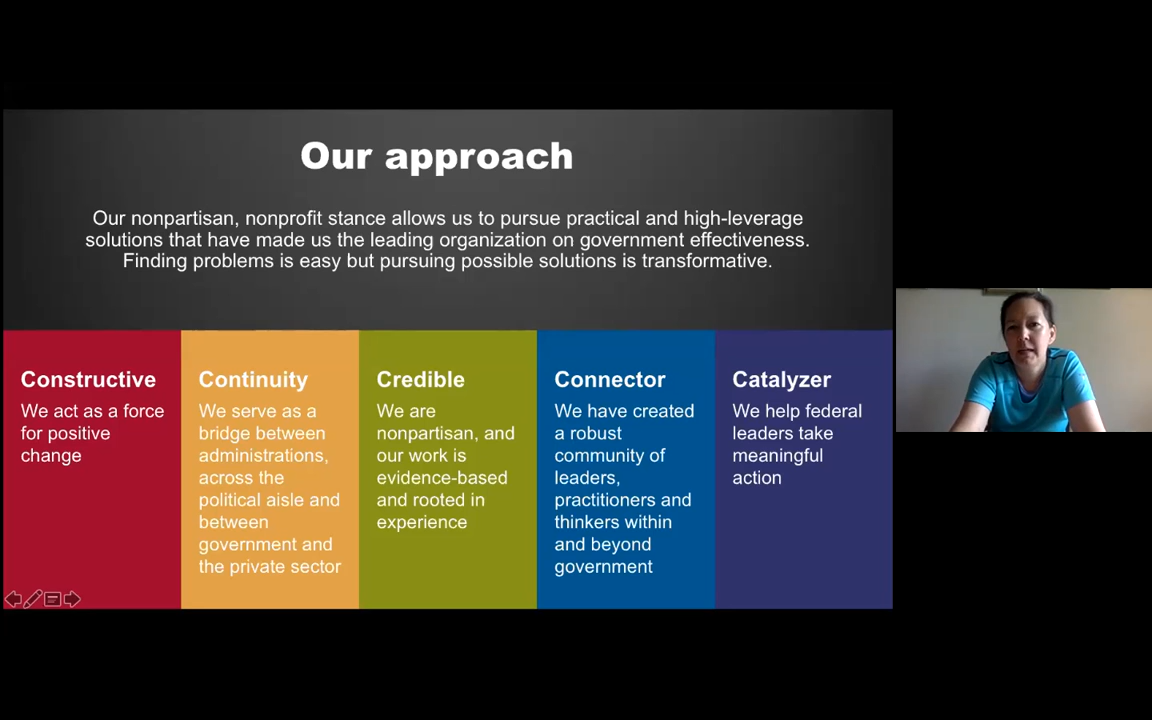 Our approach
Our nonpartisan, nonprofit stance allows us to pursue practical and high-leverage
solutions that have made us the leading organization on government effectiveness.
Finding problems is easy but pursuing possible solutions is transformative.
Constructive
We act as a force
for positive
change
Continuity
We serve as a
bridge between
administrations,
across the
political aisle and
between
government and
the private sector
Credible
We are
nonpartisan, and
our work is
evidence-based
and rooted in
experience
Connector
We have created
a robust
community of
leaders,
practitioners and
thinkers within
and beyond
government
Catalyzer
We help federal
leaders take
meaningful
action